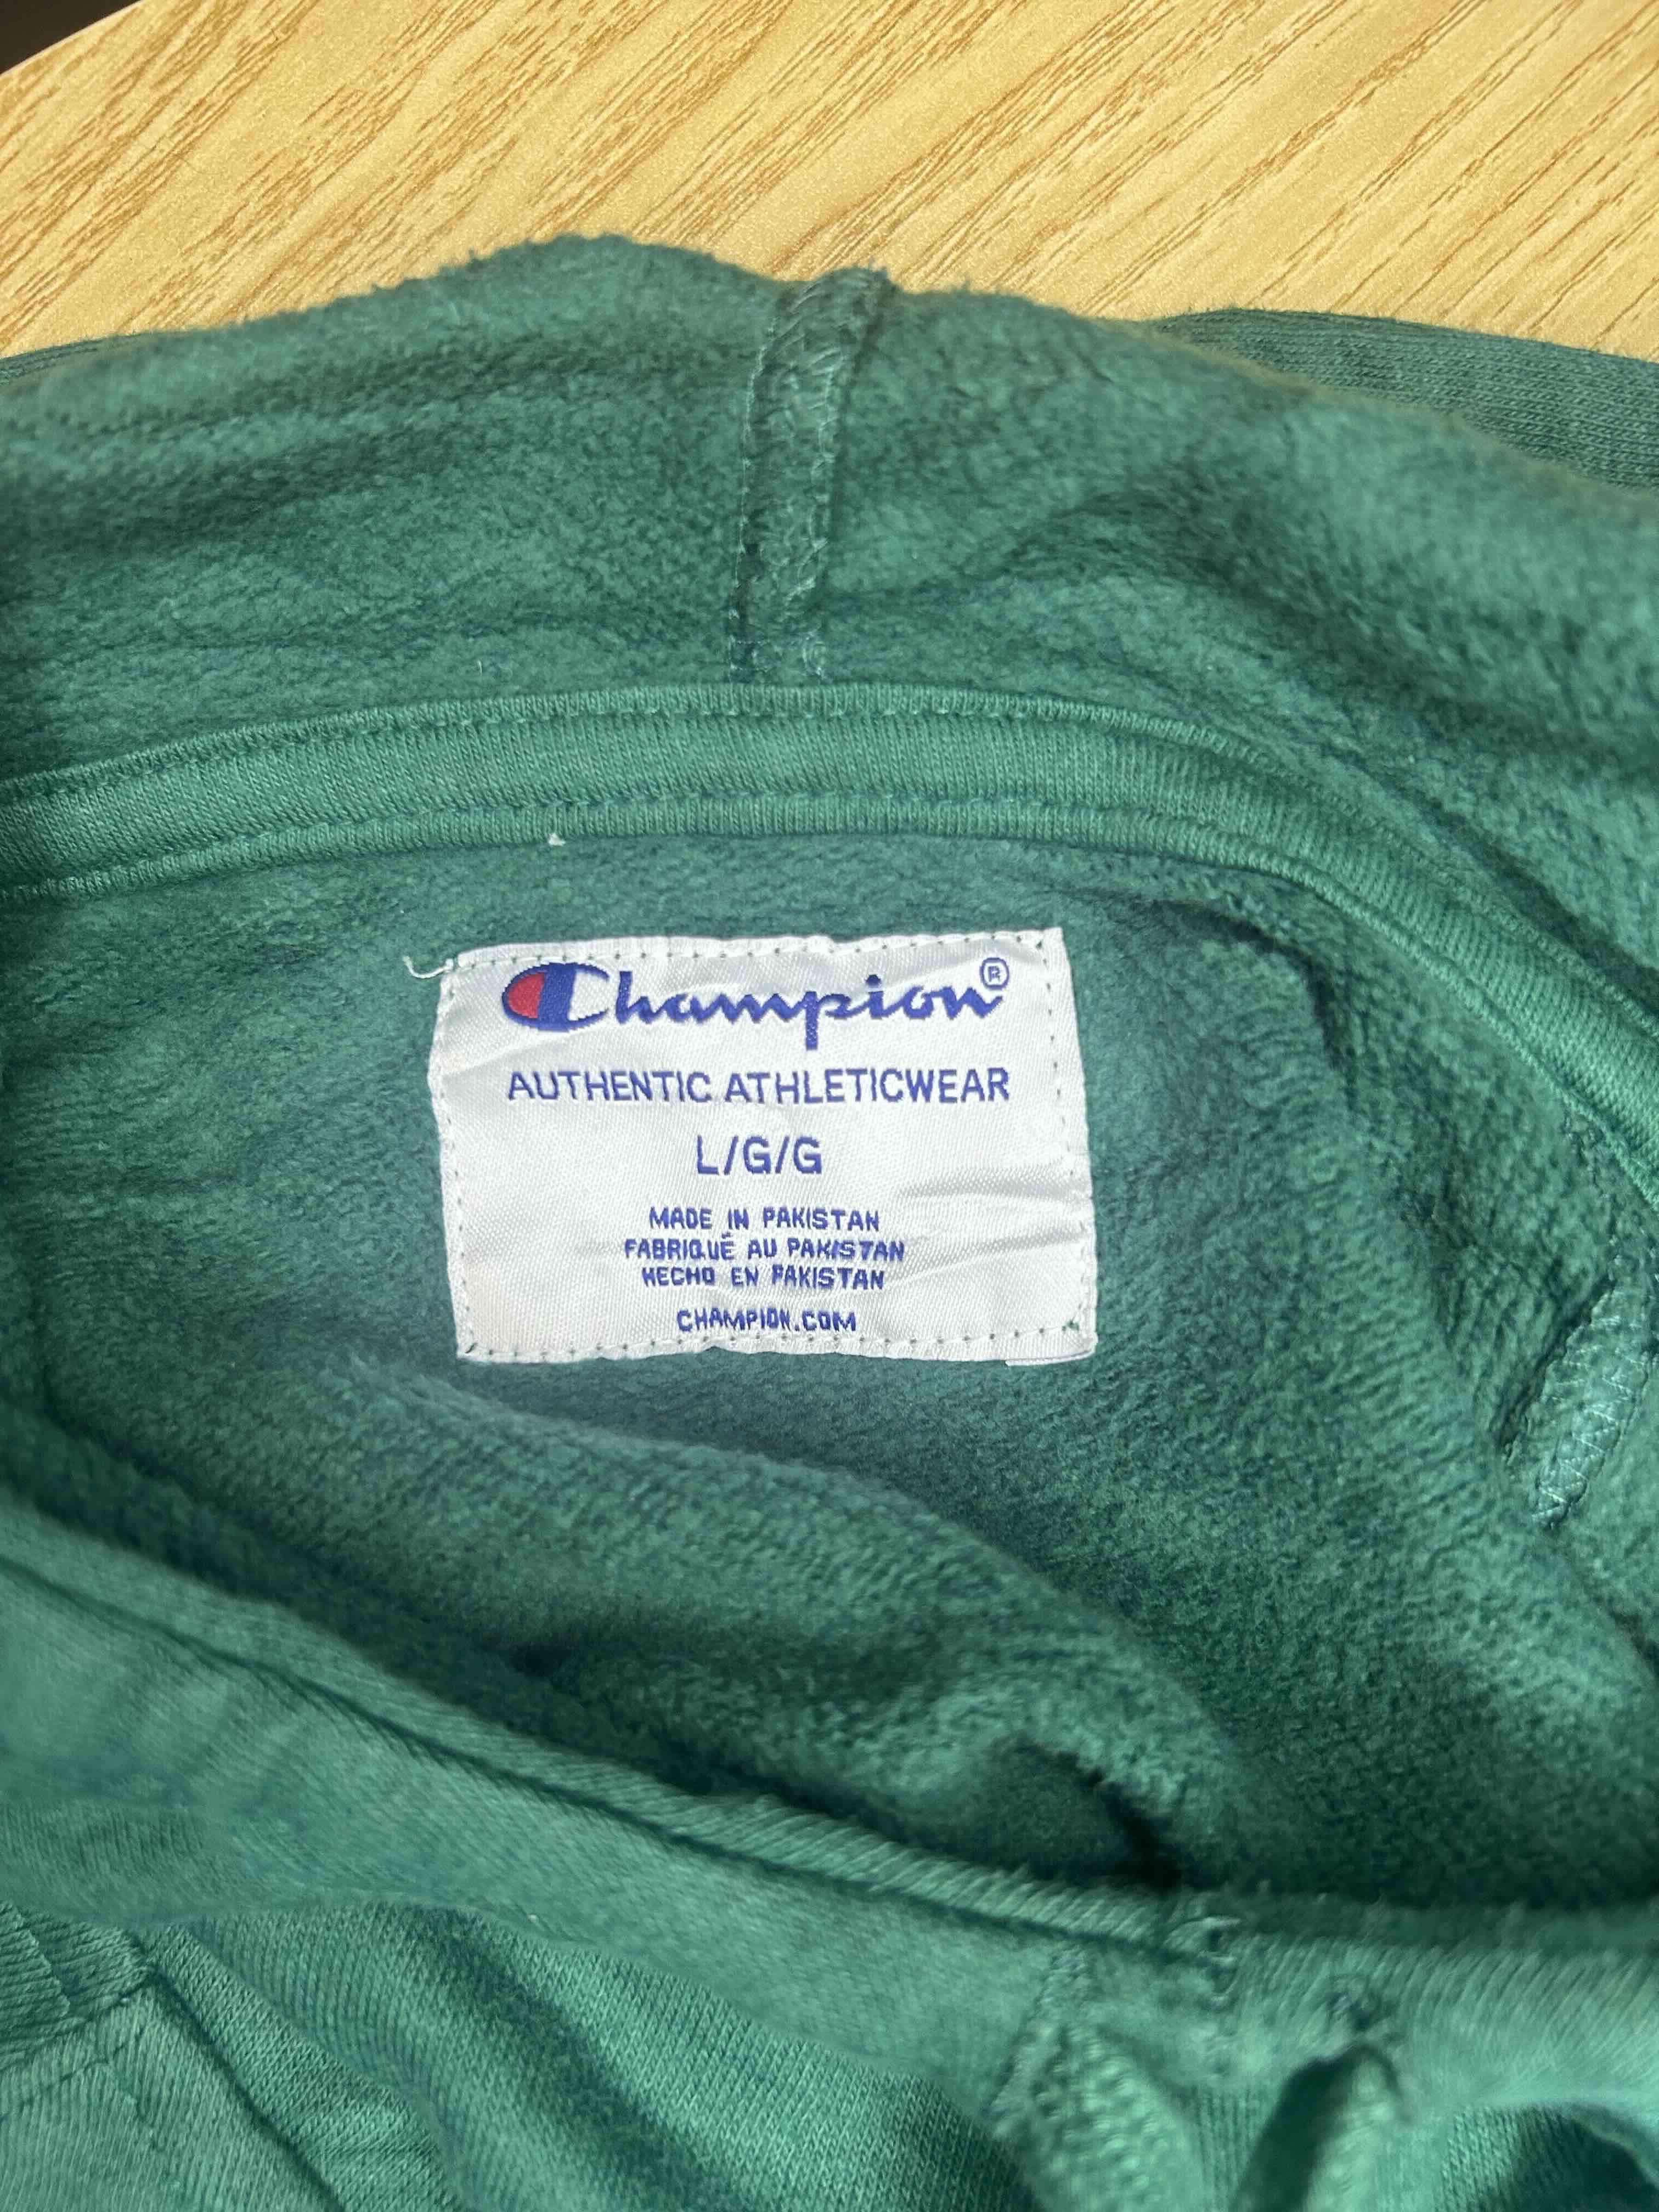 Champion®
AUTHENTIC ATHLETICWEAR
L/G/G
MADE IN PAKISTAN
FABRIQUÉ AU PAKISTAN
HECHO EN PAKISTAN
CHAMPION.COM